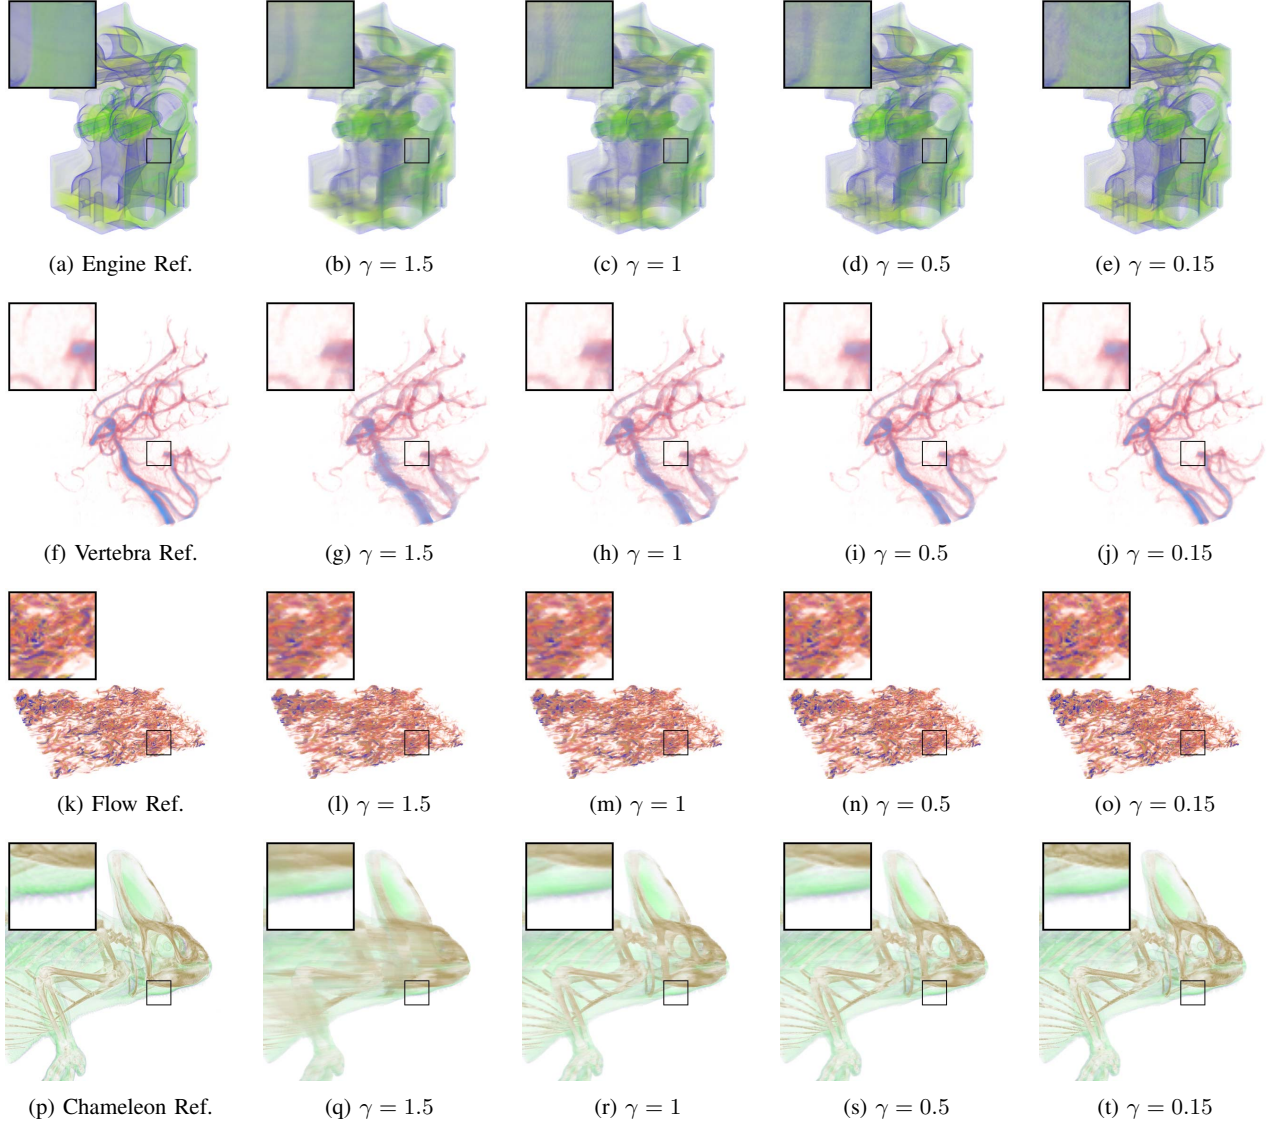 (a) Engine Ref. (b) γ = 1.5 (c) γ = 1 (d) γ = 0.5 (e) γ = 0.15
(f) Vertebra Ref. (g) γ = 1.5 (h) γ = 1 (i) γ = 0.5 (j) γ = 0.15
(k) Flow Ref. (l) γ = 1.5 (m) γ = 1 (n) γ = 0.5 (o) γ = 0.15
(p) Chameleon Ref. (q) γ = 1.5 (r) γ = 1 (s) γ = 0.5 (t) γ = 0.15